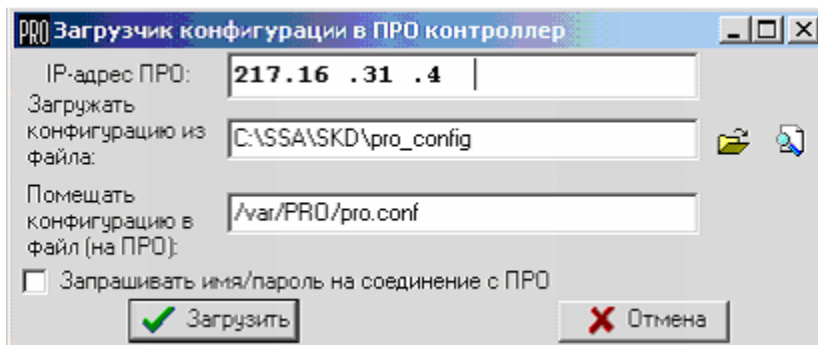 PRO Загрузчик конфигурации в ПРО контроллер
IP-адрес ПРО: 217.16 .31 .4
Загружать
конфигурацию из
файла:
C:\SSA\SKD\pro_config
Помещать
конфигурацию в
файл (на ПРО):
/var/PRO/pro.conf
Запрашивать имя/пароль на соединение с ПРО
Загрузить
Отмена